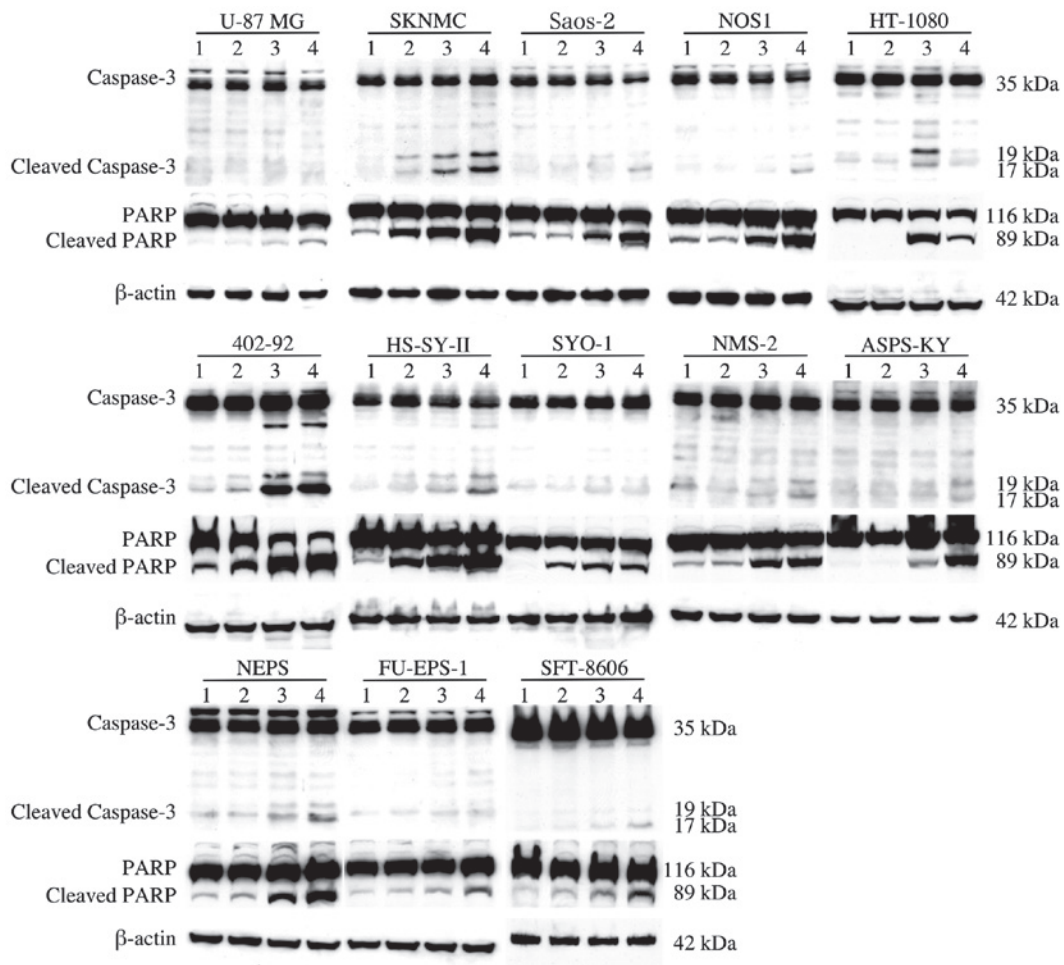 U-87 MG SKNMC Saos-2 NOS1 HT-1080
1 2 3 4 1 2 3 4 1 2 3 4 1 2 3 4 1 2 3 4
Caspase-3 35 kDa
19 kDa
Cleaved Caspase-3 17 kDa
PARP 116 kDa
Cleaved PARP 89 kDa
β-actin 42 kDa
402-92 HS-SY-II SYO-1 NMS-2 ASPS-KY
1 2 3 4 1 2 3 4 1 2 3 4 1 2 3 4 1 2 3 4
Caspase-3 35 kDa
Cleaved Caspase-3 19 kDa
17 kDa
PARP 116 kDa
Cleaved PARP 89 kDa
β-actin 42 kDa
NEPS FU-EPS-1 SFT-8606
1 2 3 4 1 2 3 4 1 2 3 4
Caspase-3 35 kDa
Cleaved Caspase-3 19 kDa
17 kDa
PARP 116 kDa
Cleaved PARP 89 kDa
β-actin 42 kDa